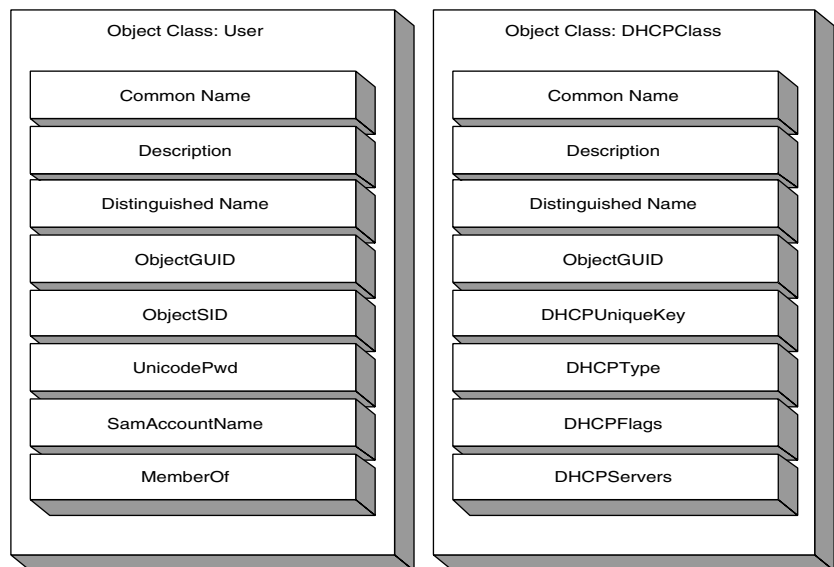 Object Class: User
Common Name
Description
Distinguished Name
ObjectGUID
ObjectSID
UnicodePwd
SamAccountName
MemberOf
Object Class: DHCPClass
Common Name
Description
Distinguished Name
ObjectGUID
DHCPUniqueKey
DHCPType
DHCPFlags
DHCPServers